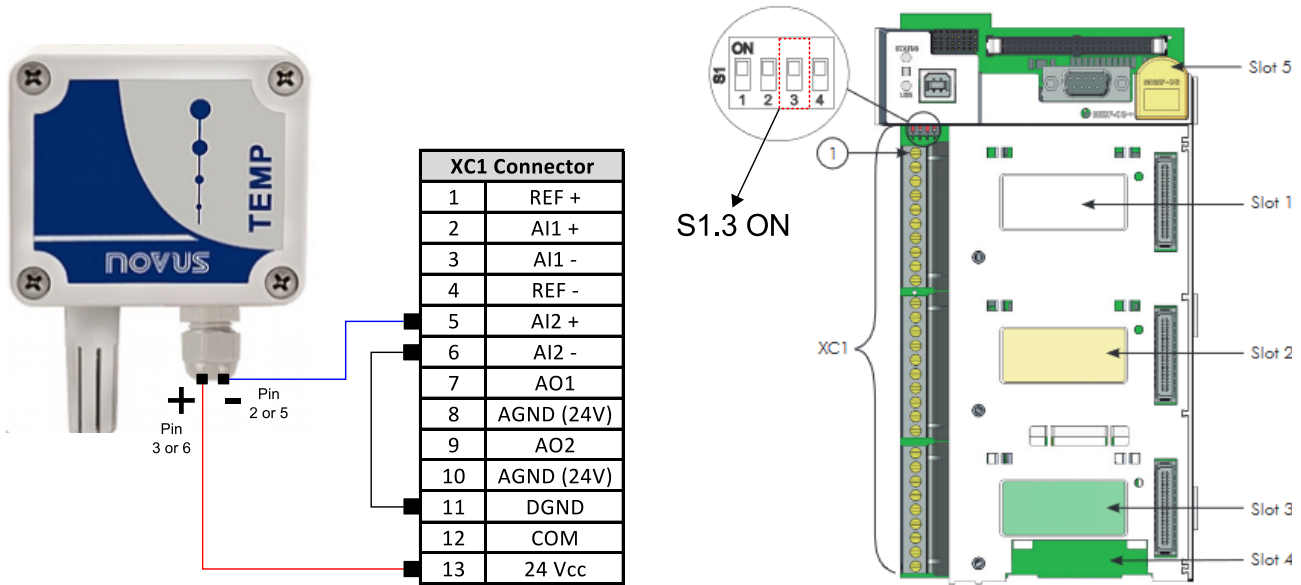 TEMP
NOVUS
+
Pin
3 or 6
-
Pin
2 or 5
XC1 Connector
1 REF +
2 AI1 +
3 AI1 -
4 REF -
5 AI2 +
6 AI2 -
7 AO1
8 AGND (24V)
9 AO2
10 AGND (24V)
11 DGND
12 COM
13 24 Vcc
ON
S1
1 2 3 4
S1.3 ON
1
XC1
STATUS
USB
Slot 5
Slot 1
Slot 2
Slot 3
Slot 4